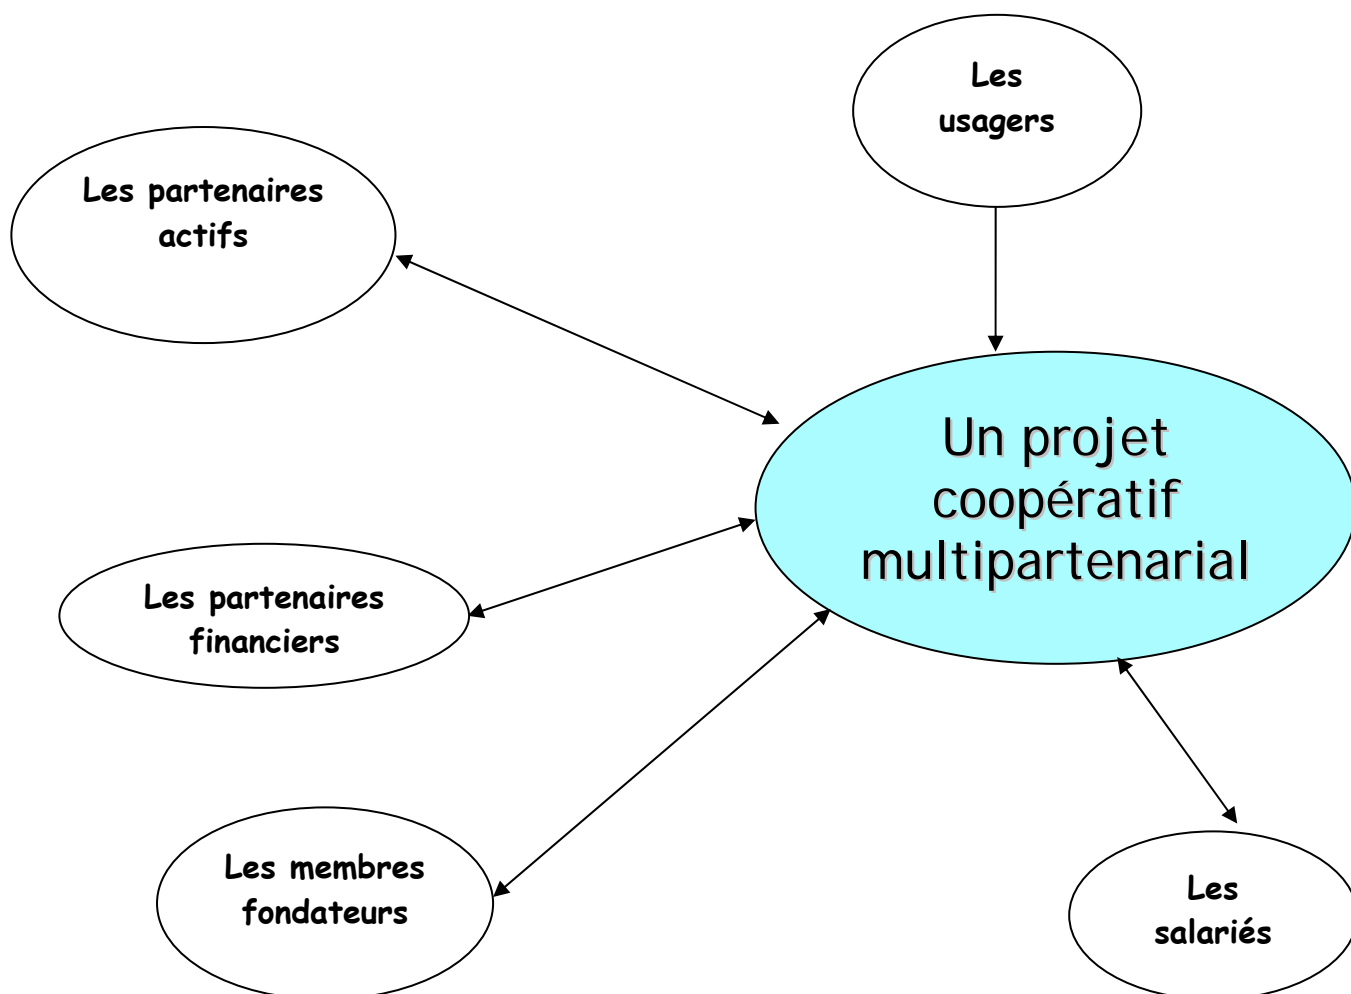 Les
usagers
Les partenaires
actifs
Un projet
coopératif
multipartenarial
Les partenaires
financiers
Les membres
fondateurs
Les
salariés